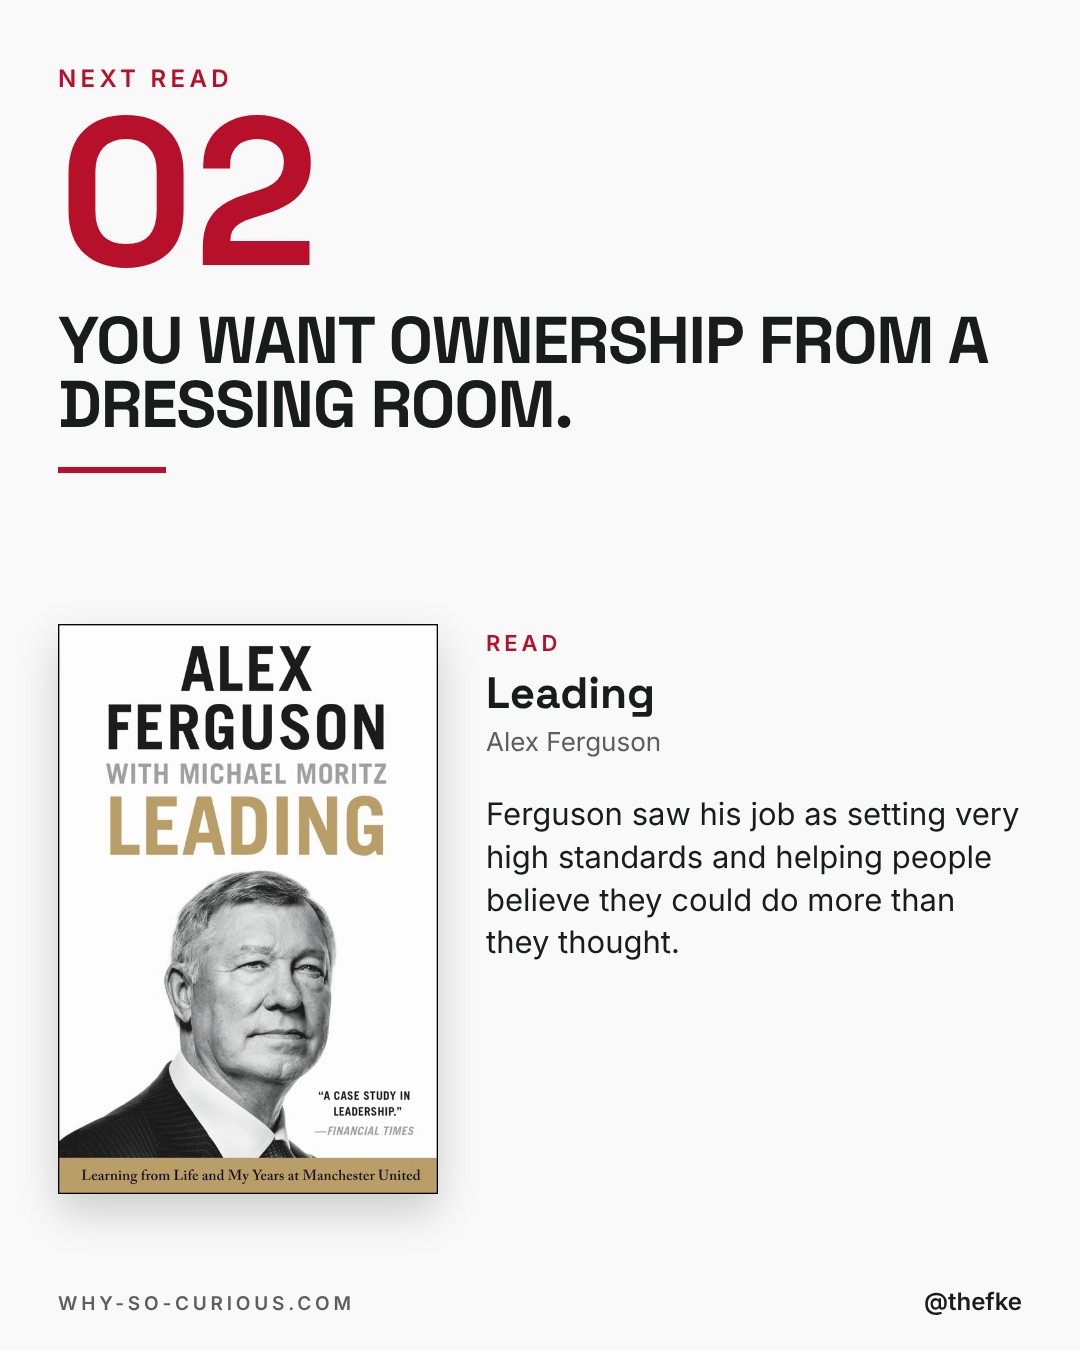 NEXT READ
02
YOU WANT OWNERSHIP FROM A
DRESSING ROOM.
ALEX
FERGUSON
WITH MICHAEL MORITZ
LEADING
“A CASE STUDY IN
LEADERSHIP.”
—FINANCIAL TIMES
Learning from Life and My Years at Manchester United
READ
Leading
Alex Ferguson
Ferguson saw his job as setting very
high standards and helping people
believe they could do more than
they thought.
WHY-SO-CURIOUS.COM
@thefke